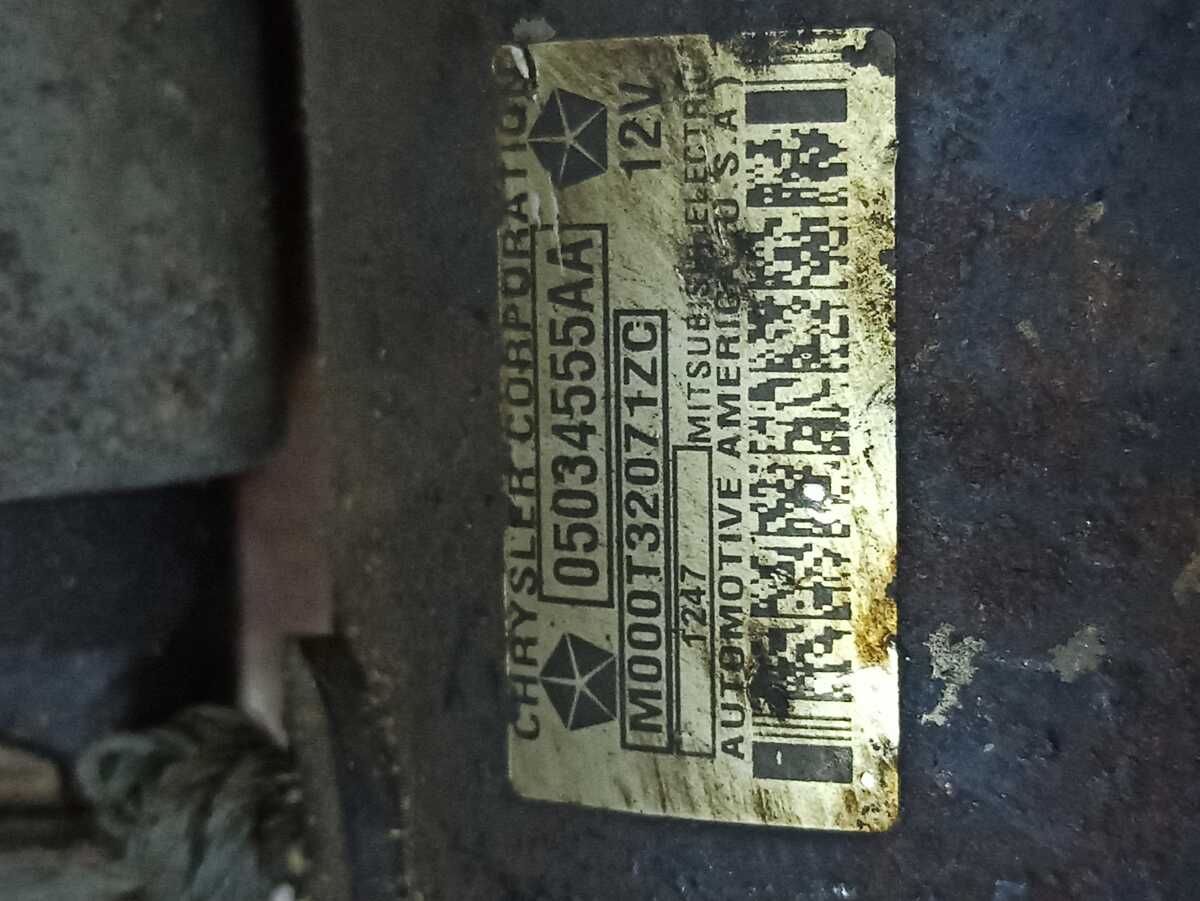 CHRYSLER CORPORATION
05034555AA
12V
M000T32071ZC
1247
MITSUBISHI ELECTRIC
AUTOMOTIVE AMERICA (U.S.A)